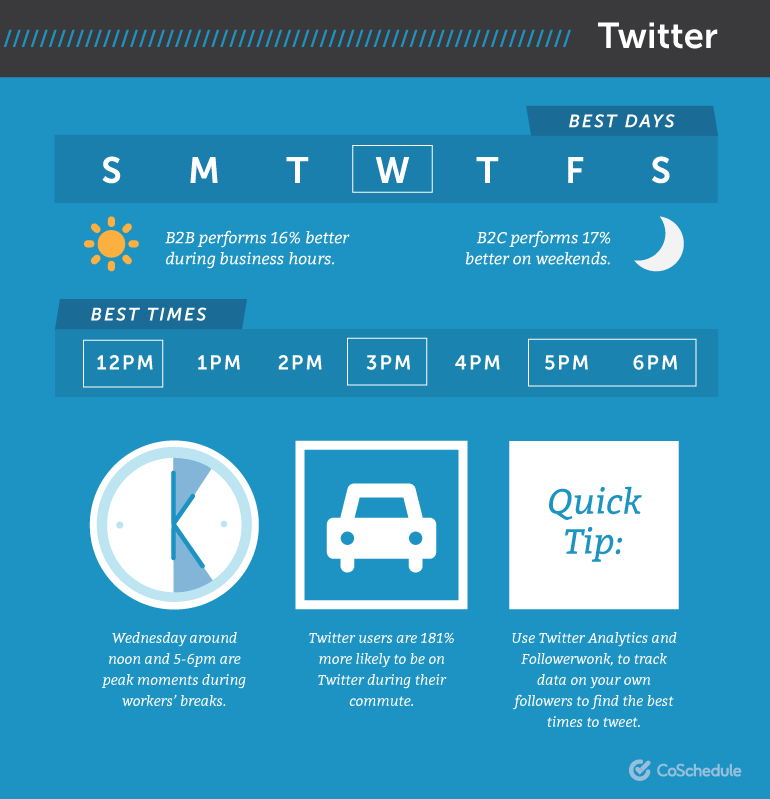 Twitter
BEST DAYS
S M T W T F S
B2B performs 16% better
during business hours.
B2C performs 17%
better on weekends.
BEST TIMES
12PM 1PM 2PM 3PM 4PM 5PM 6PM
Quick
Tip:
Wednesday around
noon and 5-6pm are
peak moments during
workers' breaks.
Twitter users are 181%
more likely to be on
Twitter during their
commute.
Use Twitter Analytics and
Followerwonk, to track
data on your own
followers to find the best
times to tweet.
CoSchedule